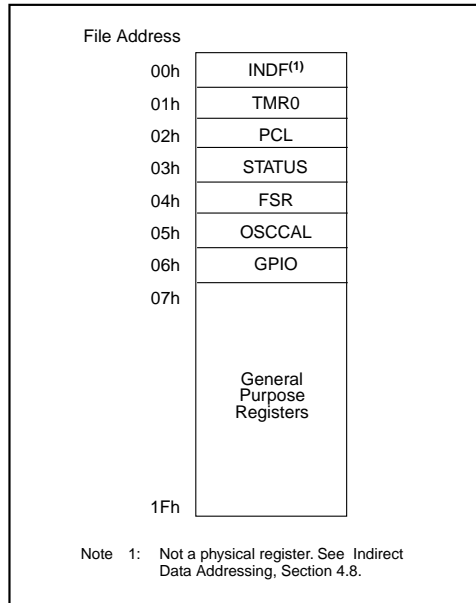 File Address
00h INDF(1)
01h TMR0
02h PCL
03h STATUS
04h FSR
05h OSCCAL
06h GPIO
07h
General
Purpose
Registers
1Fh
Note 1: Not a physical register. See Indirect
Data Addressing, Section 4.8.